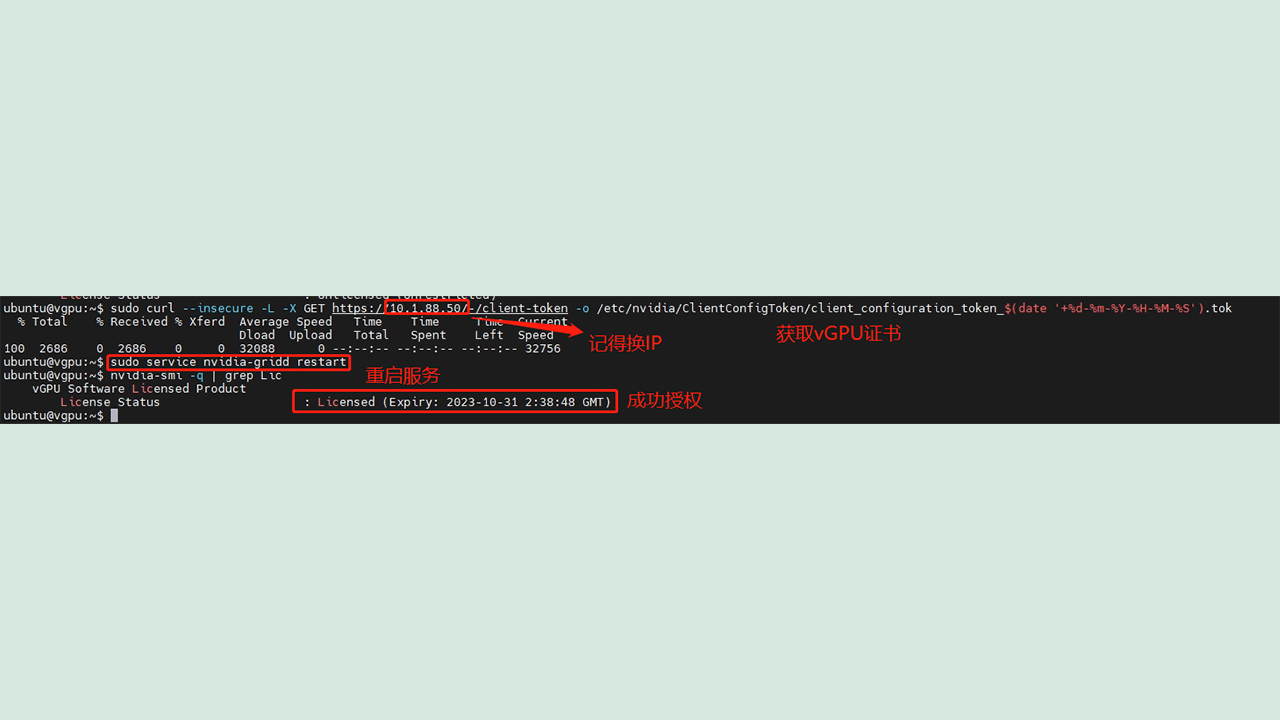 License Status : Unlicensed (Unrestricted)
ubuntu@vgpu:~$ sudo curl --insecure -L -X GET https://10.1.88.50/-/client-token -o /etc/nvidia/ClientConfigToken/client_configuration_token_$(date '+%d-%m-%Y-%H-%M-%S').tok
% Total % Received % Xferd Average Speed Time Time Time Current
Dload Upload Total Spent Left Speed
100 2686 0 2686 0 0 32088 0 --:--:-- --:--:-- --:--:-- 32756
记得换IP
获取vGPU证书
ubuntu@vgpu:~$ sudo service nvidia-gridd restart
重启服务
ubuntu@vgpu:~$ nvidia-smi -q | grep Lic
vGPU Software Licensed Product
License Status : Licensed (Expiry: 2023-10-31 2:38:48 GMT)
成功授权
ubuntu@vgpu:~$